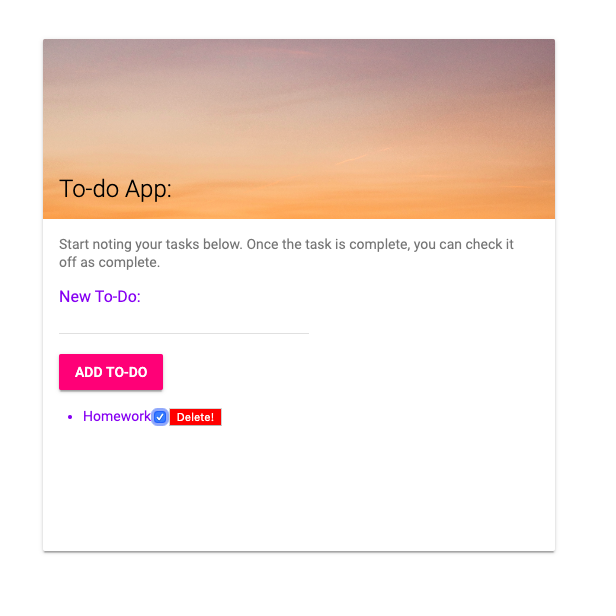 To-do App:
Start noting your tasks below. Once the task is complete, you can check it
off as complete.
New To-Do:
ADD TO-DO
Homework Delete!